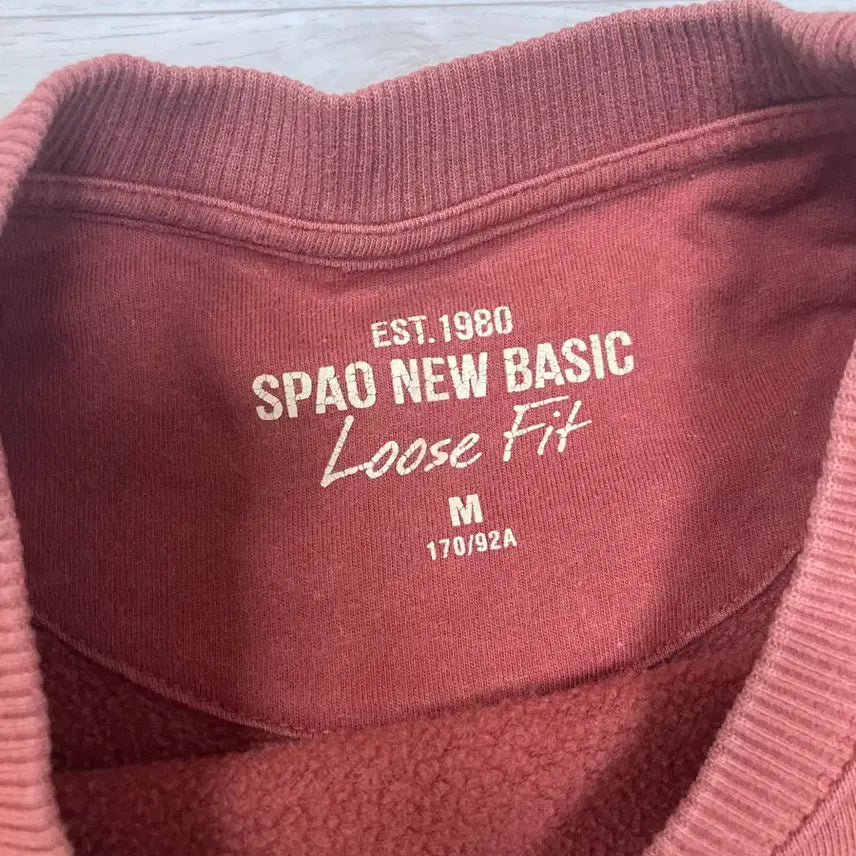 EST.1980
SPAO NEW BASIC
Loose Fit
M
170/92A